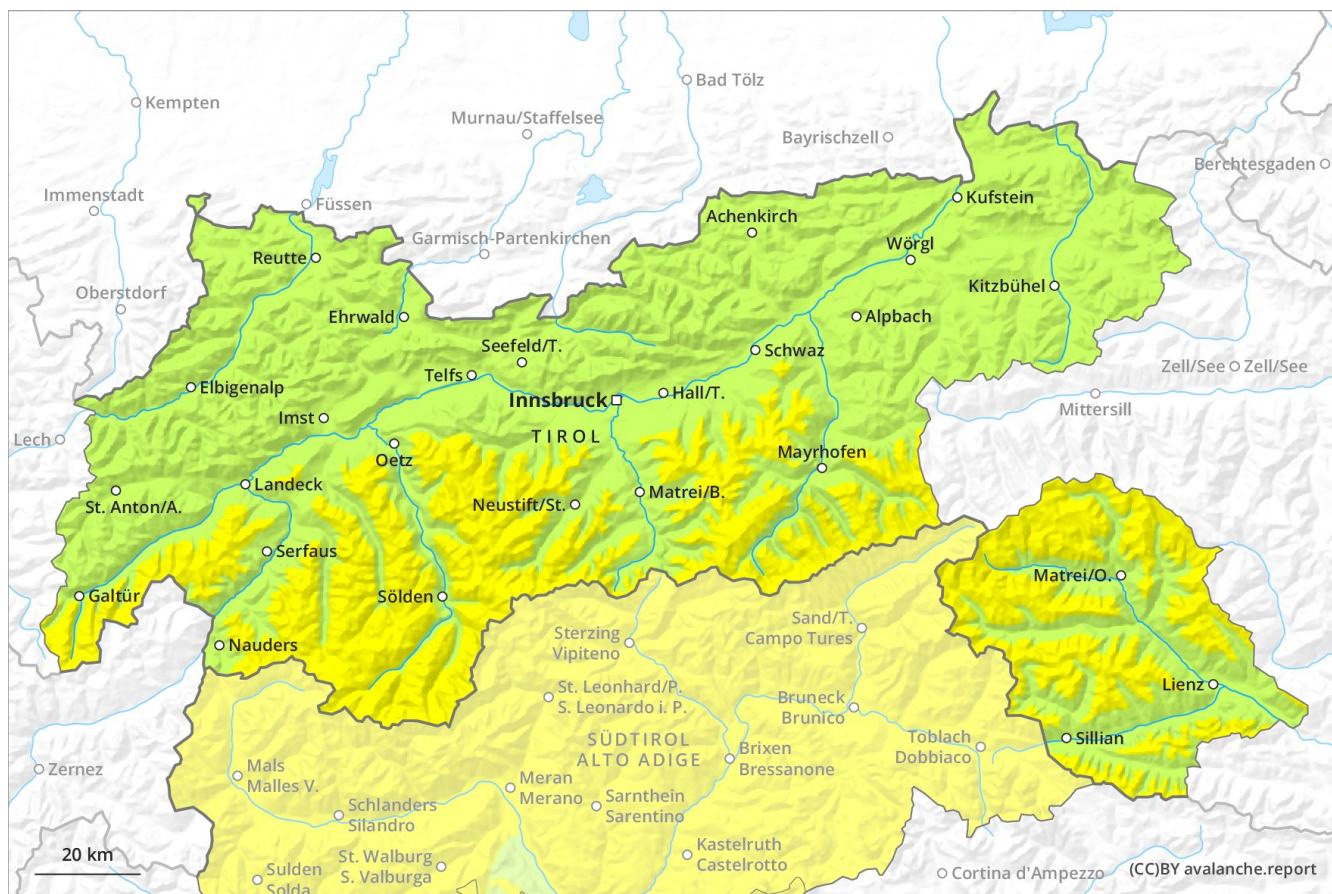 Bad Tölz
Kempten
Murnau/Staffelsee
Bayrischzell
Berchtesgaden
Immenstadt
Füssen
Kufstein
Achenkirch
Garmisch-Partenkirchen
Wörgl
Reutte
Kitzbühel
Oberstdorf
Ehrwald
Alpbach
Seefeld/T.
Schwaz
Telfs
Zell/See
Zell/See
Elbigenalp
Hall/T.
Innsbruck
Mittersill
Imst
TIROL
Lech
Oetz
Mayrhofen
Landeck
Matrei/B.
St. Anton/A.
Neustift/St.
Serfaus
Matrei/O.
Galtür
Sölden
Sand/T.
Campo Tures
Sterzing
Vipiteno
Nauders
Lienz
St. Leonhard/P.
S. Leonardo i. P.
Bruneck
Brunico
Toblach
Dobbiaco
Sillian
SÜDTIROL
ALTO ADIGE
Brixen
Bressanone
Zernez
Mals
Malles V.
Meran
Merano
Schlanders
Silandro
Sarnthein
Sarentino
20 km
St. Walburg
S. Valburga
Kastelruth
Castelrotto
Sulden
Solda
Cortina d'Ampezzo
(CC)BY avalanche.report